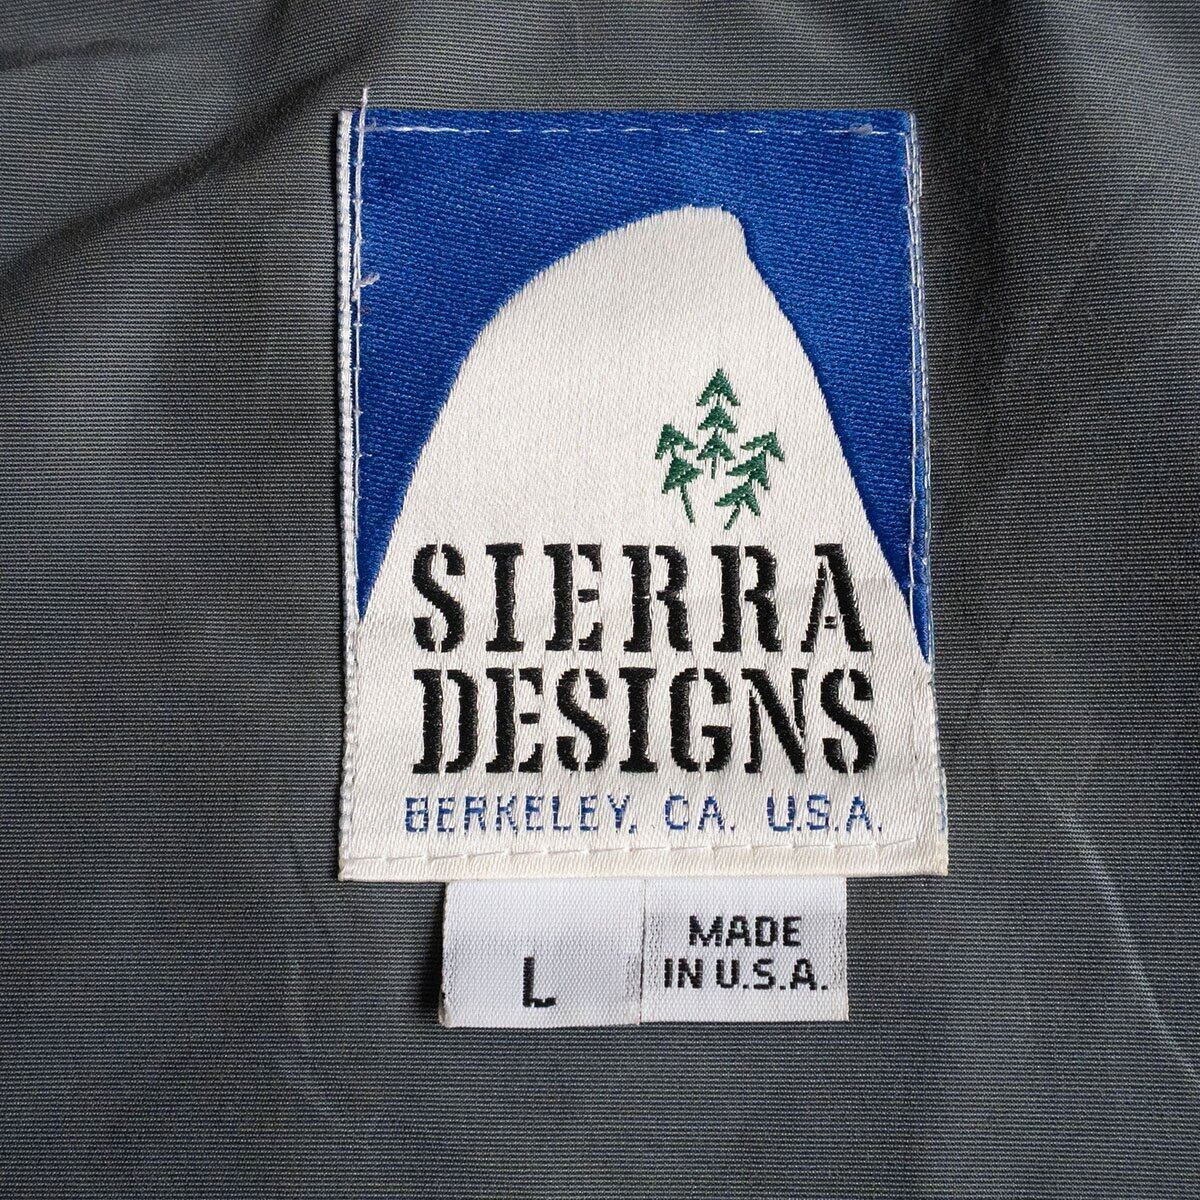 SIERRA
DESIGNS
BERKELEY, CA. U.S.A.
L
MADE
IN U.S.A.